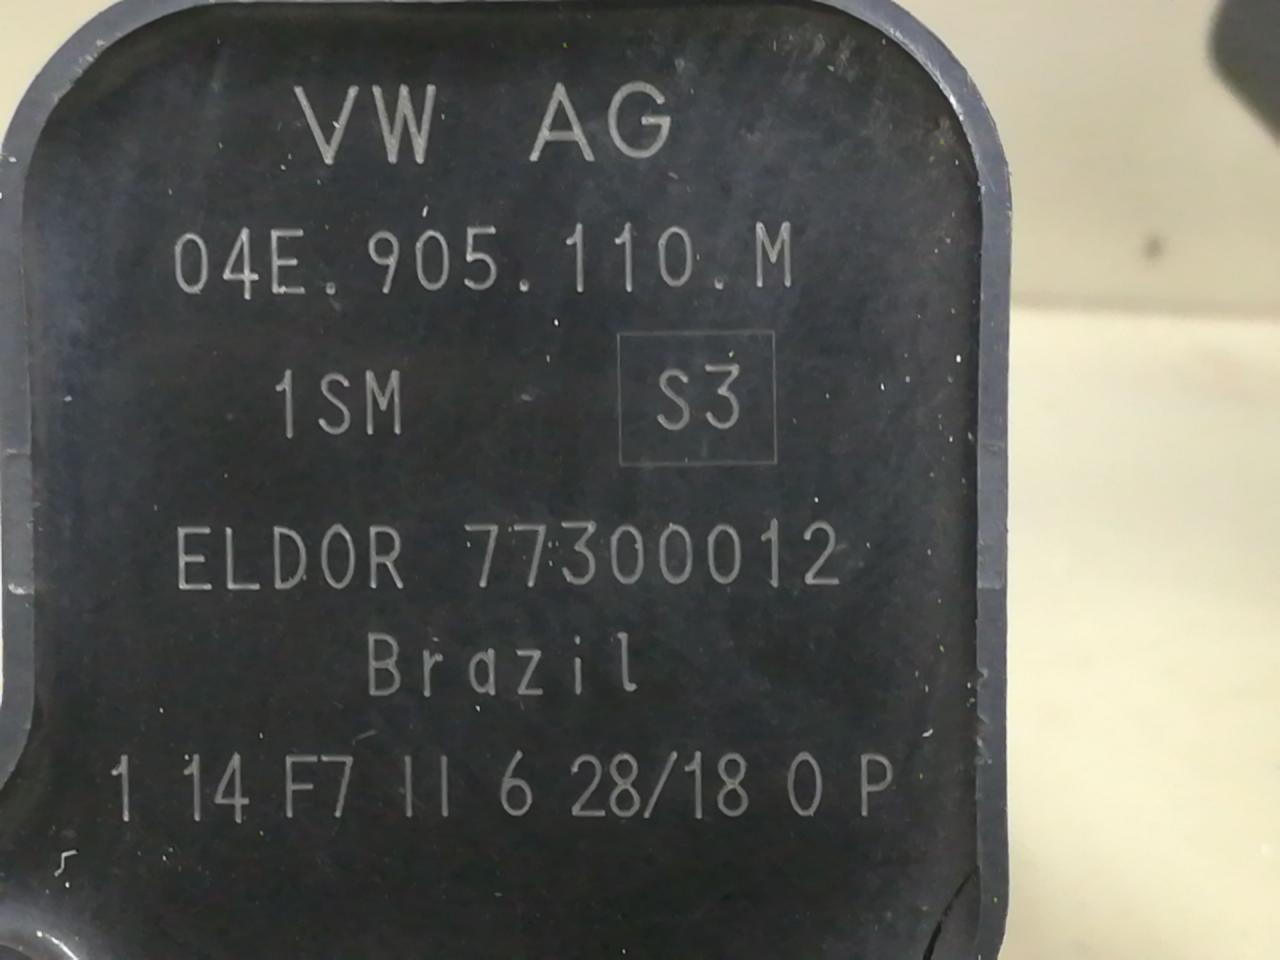 VW AG
04E.905.110.M
1SM S3
ELDOR 77300012
Brazil
1 14 F7 II 6 28/18 0 P